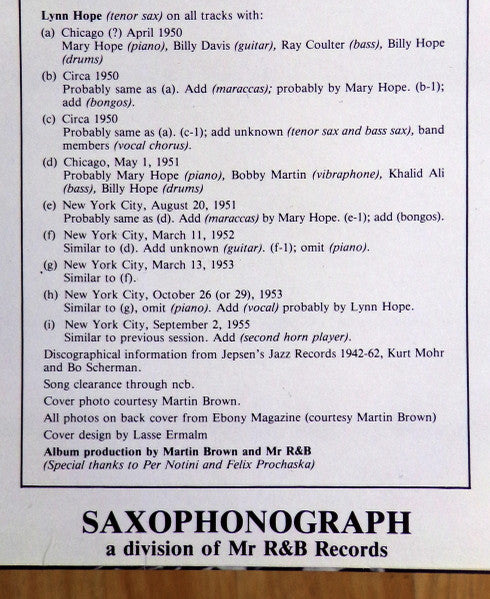 Lynn Hope (tenor sax) on all tracks with:
(a) Chicago (?) April 1950
Mary Hope (piano), Billy Davis (guitar), Ray Coulter (bass), Billy Hope
(drums)
(b) Circa 1950
Probably same as (a). Add (maraccas); probably by Mary Hope. (b-1);
add (bongos).
(c) Circa 1950
Probably same as (a). (c-1); add unknown (tenor sax and bass sax), band
members (vocal chorus).
(d) Chicago, May 1, 1951
Probably Mary Hope (piano), Bobby Martin (vibraphone), Khalid Ali
(bass), Billy Hope (drums)
(e) New York City, August 20, 1951
Probably same as (d). Add (maraccas) by Mary Hope. (e-1); add (bongos).
(f) New York City, March 11, 1952
Similar to (d). Add unknown (guitar). (f-1); omit (piano).
(g) New York City, March 13, 1953
Similar to (f).
(h) New York City, October 26 (or 29), 1953
Similar to (g), omit (piano). Add (vocal) probably by Lynn Hope.
(i) New York City, September 2, 1955
Similar to previous session. Add (second horn player).
Discographical information from Jepsen's Jazz Records 1942-62, Kurt Mohr
and Bo Scherman.
Song clearance through ncb.
Cover photo courtesy Martin Brown.
All photos on back cover from Ebony Magazine (courtesy Martin Brown)
Cover design by Lasse Ermalm
Album production by Martin Brown and Mr R&B
(Special thanks to Per Notini and Felix Prochaska)
SAXOPHONOGRAPH
a division of Mr R&B Records